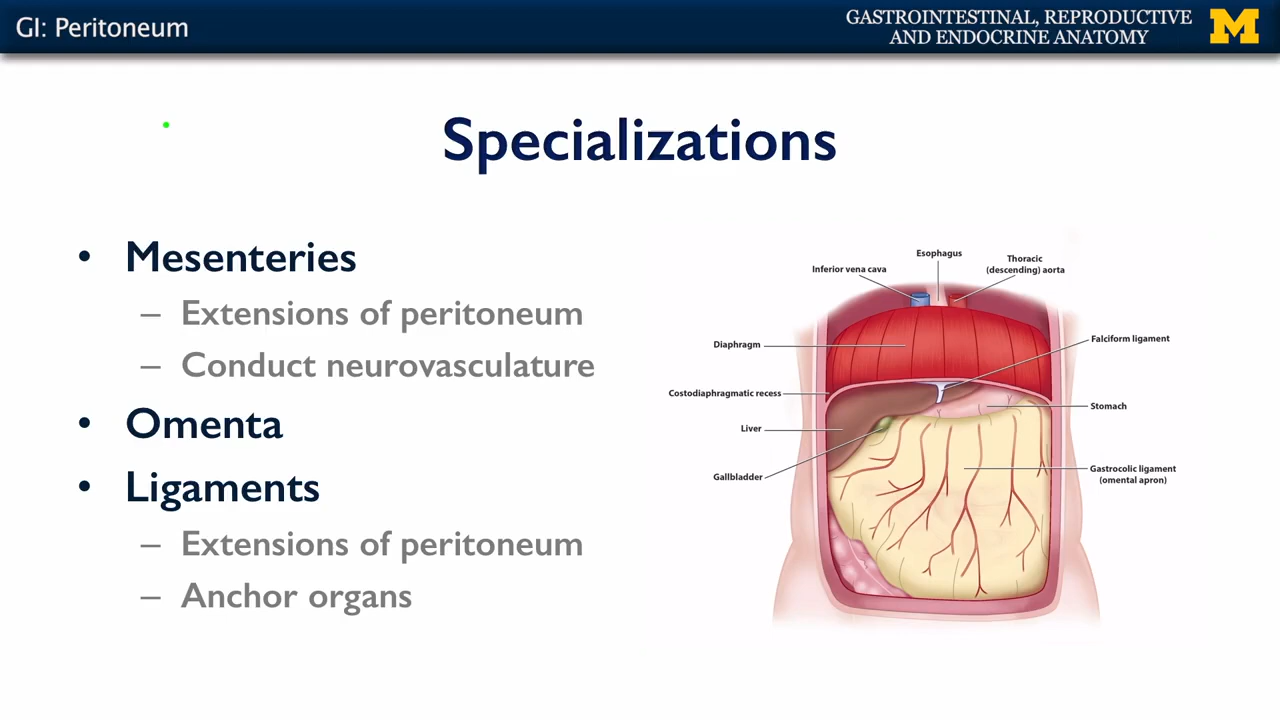 GI: Peritoneum
GASTROINTESTINAL, REPRODUCTIVE
AND ENDOCRINE ANATOMY
M
Specializations
• Mesenteries
– Extensions of peritoneum
– Conduct neurovasculature
• Omenta
• Ligaments
– Extensions of peritoneum
– Anchor organs
Esophagus
Inferior vena cava
Thoracic
(descending) aorta
Diaphragm
Falciform ligament
Costodiaphragmatic recess
Stomach
Liver
Gallbladder
Gastrocolic ligament
(omental apron)